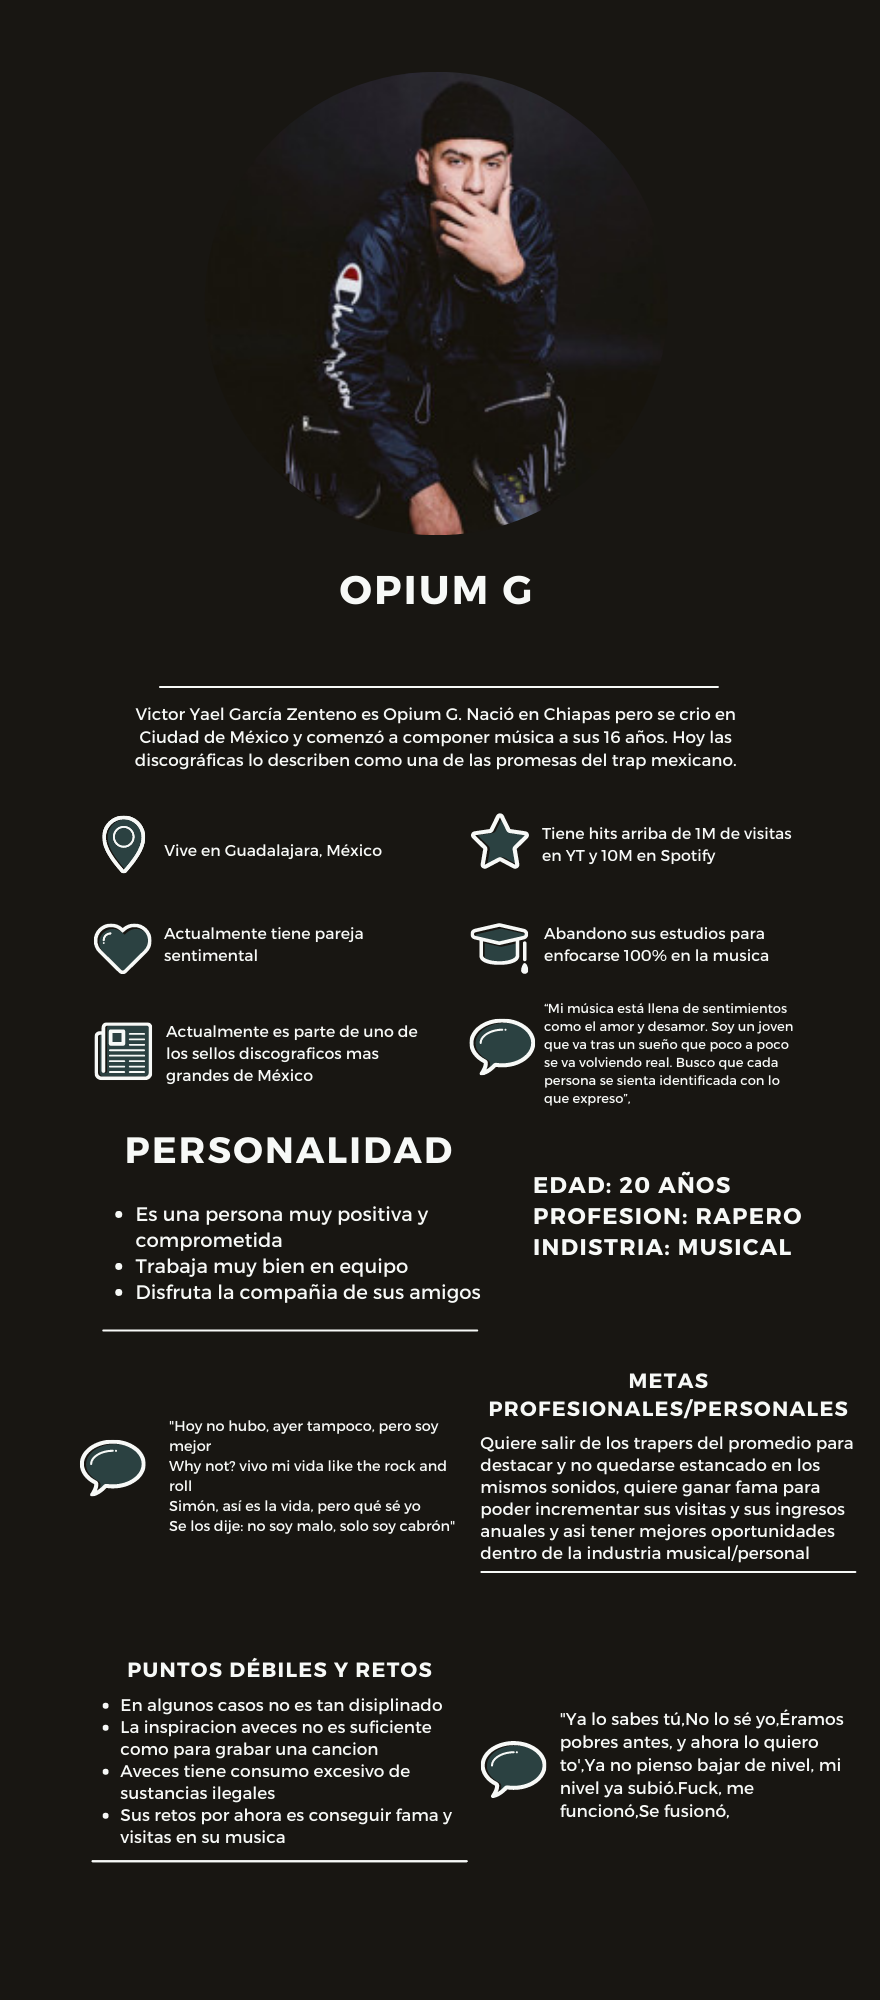 Champion
OPIUM G
Victor Yael García Zenteno es Opium G. Nació en Chiapas pero se crio en
Ciudad de México y comenzó a componer música a sus 16 años. Hoy las
discográficas lo describen como una de las promesas del trap mexicano.
Vive en Guadalajara, México
Tiene hits arriba de 1M de visitas
en YT y 10M en Spotify
Actualmente tiene pareja
sentimental
Abandono sus estudios para
enfocarse 100% en la musica
Actualmente es parte de uno de
los sellos discograficos mas
grandes de México
“Mi música está llena de sentimientos
como el amor y desamor. Soy un joven
que va tras un sueño que poco a poco
se va volviendo real. Busco que cada
persona se sienta identificada con lo
que expreso”,
PERSONALIDAD
Es una persona muy positiva y
comprometida
Trabaja muy bien en equipo
Disfruta la compañia de sus amigos
EDAD: 20 AÑOS
PROFESION: RAPERO
INDISTRIA: MUSICAL
"Hoy no hubo, ayer tampoco, pero soy
mejor
Why not? vivo mi vida like the rock and
roll
Simón, así es la vida, pero qué sé yo
Se los dije: no soy malo, solo soy cabrón"
METAS
PROFESIONALES/PERSONALES
Quiere salir de los trapers del promedio para
destacar y no quedarse estancado en los
mismos sonidos, quiere ganar fama para
poder incrementar sus visitas y sus ingresos
anuales y asi tener mejores oportunidades
dentro de la industria musical/personal
PUNTOS DÉBILES Y RETOS
En algunos casos no es tan disiplinado
La inspiracion aveces no es suficiente
como para grabar una cancion
Aveces tiene consumo excesivo de
sustancias ilegales
Sus retos por ahora es conseguir fama y
visitas en su musica
"Ya lo sabes tú,No lo sé yo,Éramos
pobres antes, y ahora lo quiero
to',Ya no pienso bajar de nivel, mi
nivel ya subió.Fuck, me
funcionó,Se fusionó,